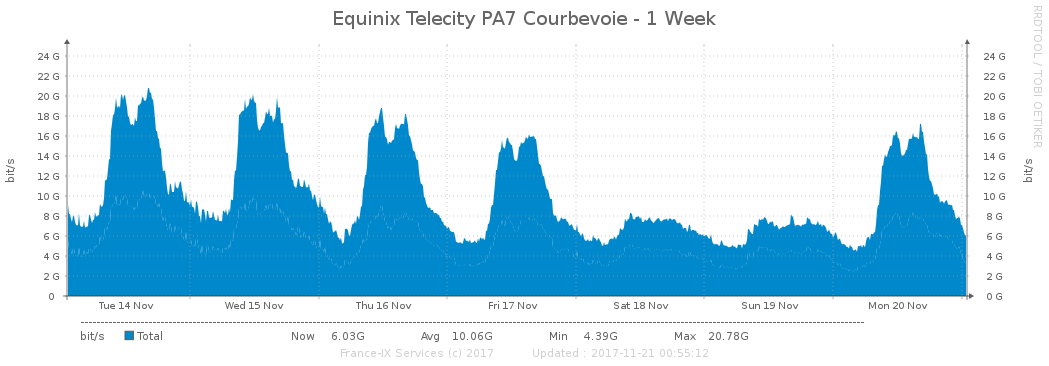 Equinix Telecity PA7 Courbevoie - 1 Week
RRDTOOL / TOBI OETIKER
24 G 24 G
22 G 22 G
20 G 20 G
18 G 18 G
16 G 16 G
14 G 14 G
12 G 12 G
10 G 10 G
8 G 8 G
6 G 6 G
4 G 4 G
2 G 2 G
0 0 G
bit/s
bit/s
Tue 14 Nov Wed 15 Nov Thu 16 Nov Fri 17 Nov Sat 18 Nov Sun 19 Nov Mon 20 Nov
bit/s Total Now 6.03G Avg 10.06G Min 4.39G Max 20.78G
France-IX Services (c) 2017 Updated : 2017-11-21 00:55:12